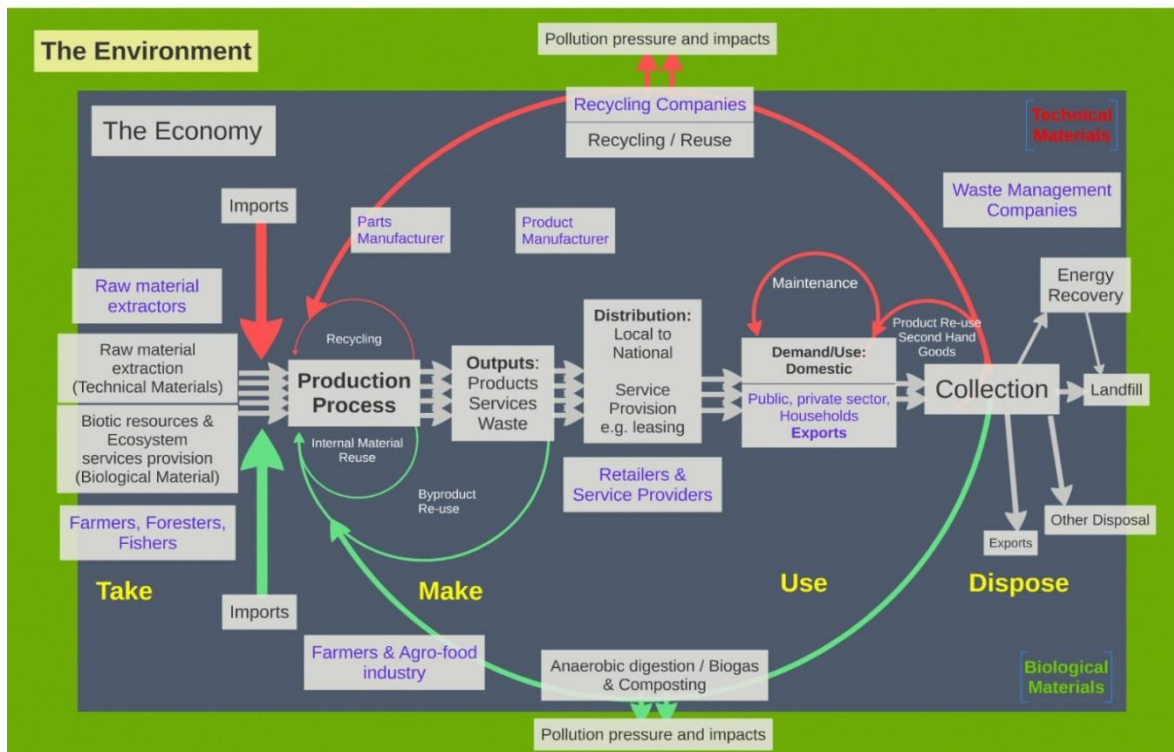 The Environment
Pollution pressure and impacts
The Economy
Recycling Companies
Recycling / Reuse
Technical
Materials
Waste Management
Companies
Imports
Parts
Manufacturer
Product
Manufacturer
Raw material
extractors
Maintenance
Energy
Recovery
Recycling
Distribution:
Local to
National
Service
Provision
e.g. leasing
Product Re-use
Second Hand
Goods
Raw material
extraction
(Technical Materials)
Biotic resources &
Ecosystem
services provision
(Biological Material)
Production
Process
Outputs:
Products
Services
Waste
Demand/Use:
Domestic
Public, private sector,
Households
Exports
Collection
Landfill
Internal Material
Reuse
Byproduct
Re-use
Retailers &
Service Providers
Farmers, Foresters,
Fishers
Other Disposal
Exports
Take
Make
Use
Dispose
Imports
Farmers & Agro-food
industry
Anaerobic digestion / Biogas
& Composting
Biological
Materials
Pollution pressure and impacts